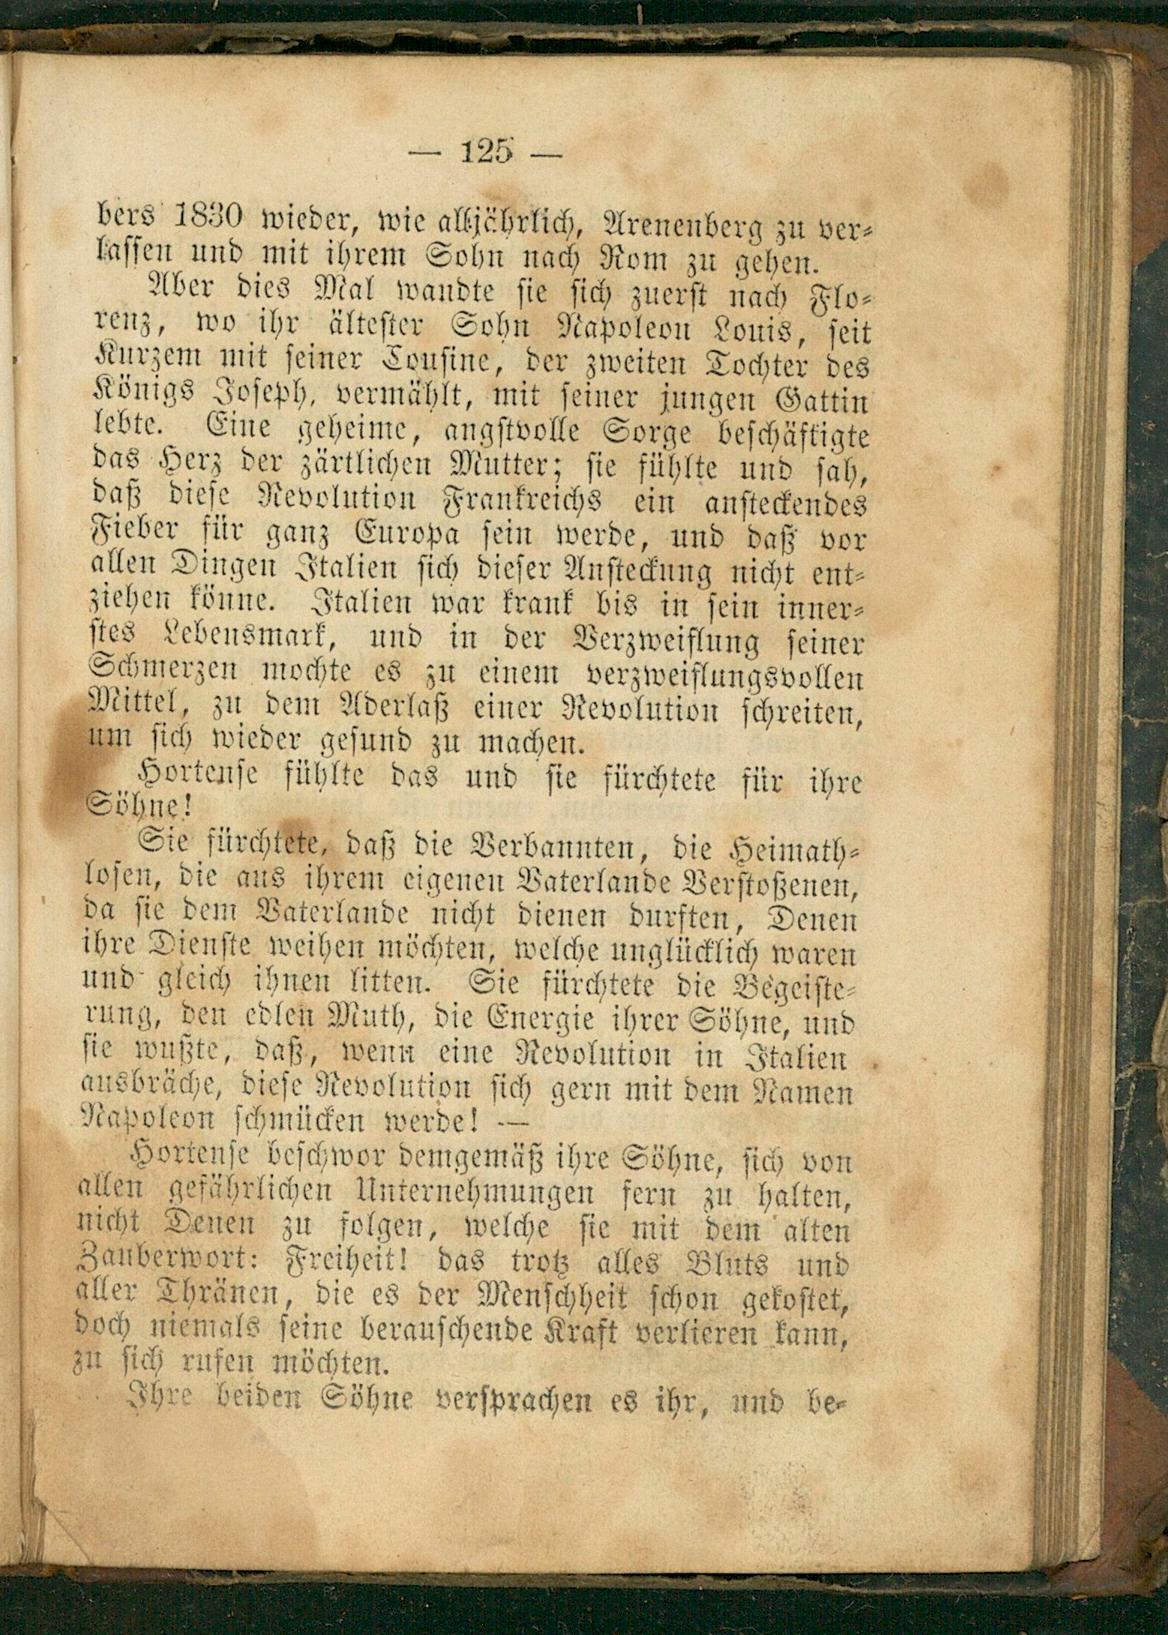 — 125 —
bers 1830 wieder, wie alljährlich, Arenenberg zu ver-
lassen und mit ihrem Sohn nach Rom zu gehen.
Aber dies Mal wandte sie sich zuerst nach Flo-
renz, wo ihr ältester Sohn Napoleon Louis, seit
Kurzem mit seiner Cousine, der zweiten Tochter des
Königs Joseph, vermählt, mit seiner jungen Gattin
lebte. Eine geheime, angstvolle Sorge beschäftigte
das Herz der zärtlichen Mutter; sie fühlte und sah,
daß diese Revolution Frankreichs ein ansteckendes
Fieber für ganz Europa sein werde, und daß vor
allen Dingen Italien sich dieser Ansteckung nicht ent-
ziehen könne. Italien war krank bis in sein inner-
stes Lebensmark, und in der Verzweiflung seiner
Schmerzen mochte es zu einem verzweiflungsvollen
Mittel, zu dem Aderlaß einer Revolution schreiten,
um sich wieder gesund zu machen.
Hortense fühlte das und sie fürchtete für ihre
Söhne!
Sie fürchtete, daß die Verbannten, die Heimath-
losen, die aus ihrem eigenen Vaterlande Verstoßenen,
da sie dem Vaterlande nicht dienen durften, Denen
ihre Dienste weihen möchten, welche unglücklich waren
und gleich ihnen litten. Sie fürchtete die Begeiste-
rung, den edlen Muth, die Energie ihrer Söhne, und
sie wußte, daß, wenn eine Revolution in Italien
ausbräche, diese Revolution sich gern mit dem Namen
Napoleon schmücken werde! —
Hortense beschwor demgemäß ihre Söhne, sich von
allen gefährlichen Unternehmungen fern zu halten,
nicht Denen zu folgen, welche sie mit dem alten
Zauberwort: Freiheit! das trotz alles Bluts und
aller Thränen, die es der Menschheit schon gekostet,
doch niemals seine berauschende Kraft verlieren kann,
zu sich rufen möchten.
Ihre beiden Söhne versprachen es ihr, und be-